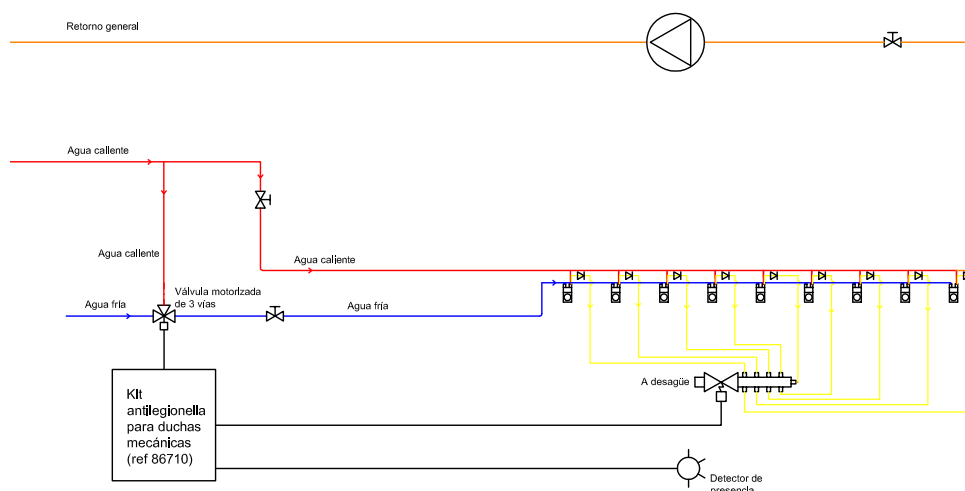 Retorno general
Agua caliente
Agua caliente
Agua caliente
Válvula motorizada
de 3 vías
Agua fría
Agua fría
A desagüe
Kit
antilegionella
para duchas
mecánicas
(ref 86710)
Detector de
presencia